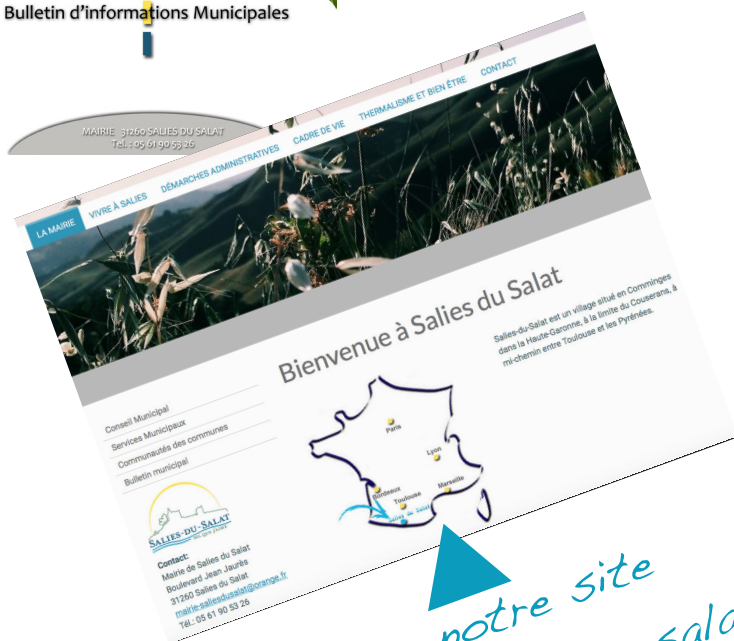 Bulletin d'informations Municipales
MAIRIE 31260 SALIES DU SALAT
Tel. : 05 61 90 53 26
LA MAIRIE VIVRE À SALIES DÉMARCHES ADMINISTRATIVES CADRE DE VIE THERMALISME ET BIEN ÊTRE CONTACT
Bienvenue à Salies du Salat
Salies-du-Salat est un village situé en Comminges
dans la Haute-Garonne, à la limite du Couserans, à
mi-chemin entre Toulouse et les Pyrénées.
Conseil Municipal
Services Municipaux
Communautés des communes
Bulletin municipal
Paris
Lyon
Bordeaux
Toulouse
Marseille
Salies du Salat
SALIES-DU-SALAT
Contact:
Mairie de Salies du Salat
Boulevard Jean Jaurès
31260 Salies du Salat
mairie-saliesdusalat@orange.fr
Tél.: 05 61 90 53 26
notre site